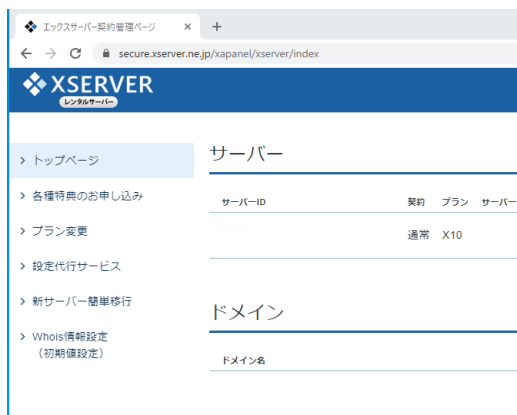 エックスサーバー契約管理ページ
secure.xserver.ne.jp/xapanel/xserver/index
XSERVER
レンタルサーバー
トップページ
各種特典のお申し込み
プラン変更
設定代行サービス
新サーバー簡単移行
Whois情報設定
（初期値設定）
サーバー
サーバーID 契約 プラン サーバー
通常 X10
ドメイン
ドメイン名